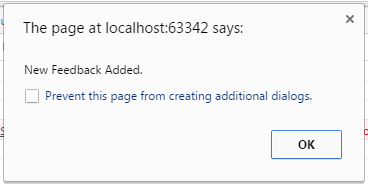 The page at localhost:63342 says:
New Feedback Added.
Prevent this page from creating additional dialogs.
OK